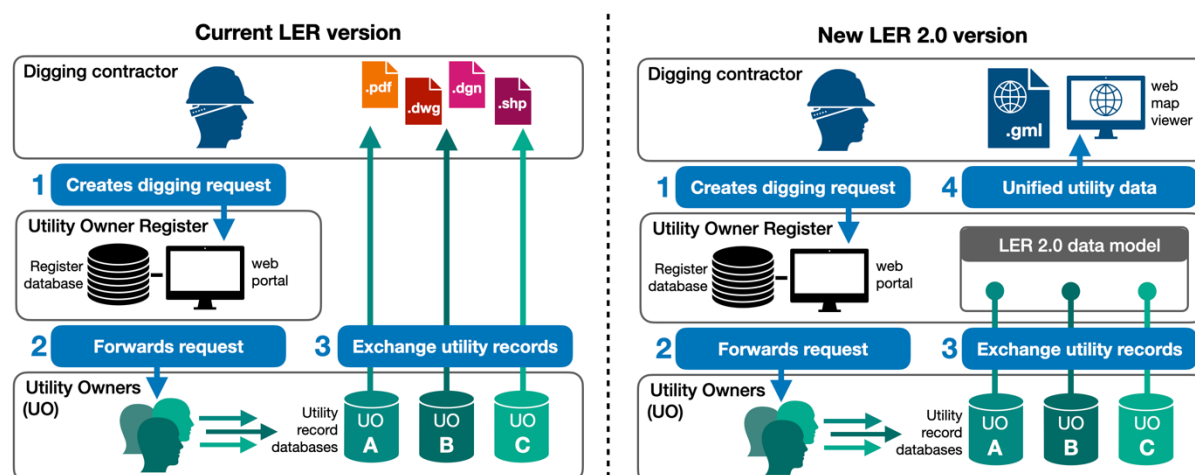 Current LER version
Digging contractor
.pdf
.dwg
.dgn
.shp
1 Creates digging request
Utility Owner Register
Register
database
web
portal
2 Forwards request
3 Exchange utility records
Utility Owners
(UO)
Utility
record
databases
UO
A
UO
B
UO
C
New LER 2.0 version
Digging contractor
.gml
web
map
viewer
1 Creates digging request
4 Unified utility data
Utility Owner Register
Register
database
web
portal
LER 2.0 data model
2 Forwards request
3 Exchange utility records
Utility Owners
(UO)
Utility
record
databases
UO
A
UO
B
UO
C